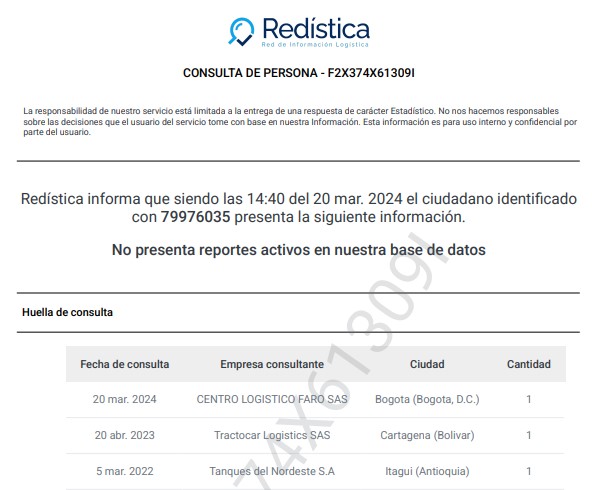 Redística
Red de Información Logística
CONSULTA DE PERSONA - F2X374X61309I
La responsabilidad de nuestro servicio está limitada a la entrega de una respuesta de carácter Estadístico. No nos hacemos responsables
sobre las decisiones que el usuario del servicio tome con base en nuestra Información. Esta información es para uso interno y confidencial por
parte del usuario.
Redística informa que siendo las 14:40 del 20 mar. 2024 el ciudadano identificado
con 79976035 presenta la siguiente información.
No presenta reportes activos en nuestra base de datos
Huella de consulta
Fecha de consulta Empresa consultante Ciudad Cantidad
20 mar. 2024 CENTRO LOGISTICO FARO SAS Bogota (Bogota, D.C.) 1
20 abr. 2023 Tractocar Logistics SAS Cartagena (Bolivar) 1
5 mar. 2022 Tanques del Nordeste S.A Itagui (Antioquia) 1
74X61309I